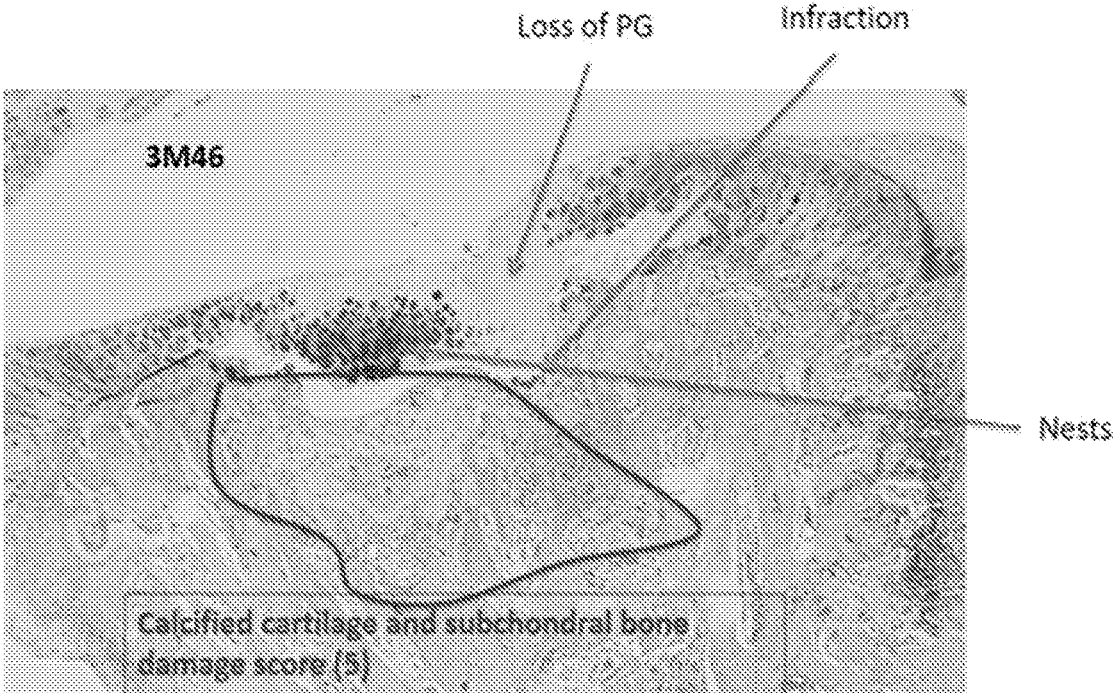 Loss of PG
Infraction
3M46
Nests
Calcified cartilage and subchondral bone
damage score (5)